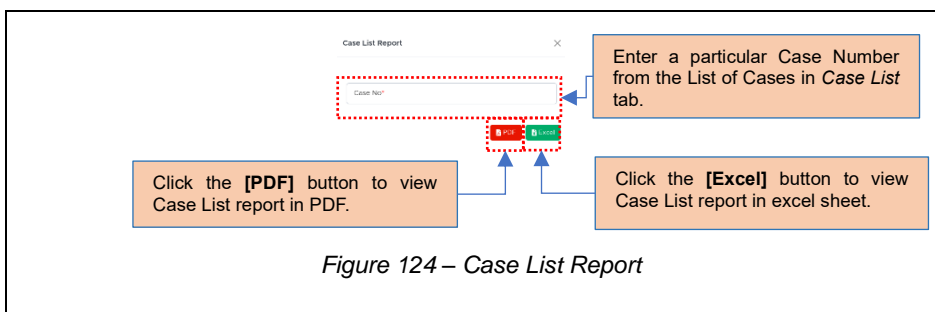 Case List Report
Enter a particular Case Number
from the List of Cases in Case List
tab.
Case No*
PDF
Excel
Click the [PDF] button to view
Case List report in PDF.
Click the [Excel] button to view
Case List report in excel sheet.
Figure 124 – Case List Report